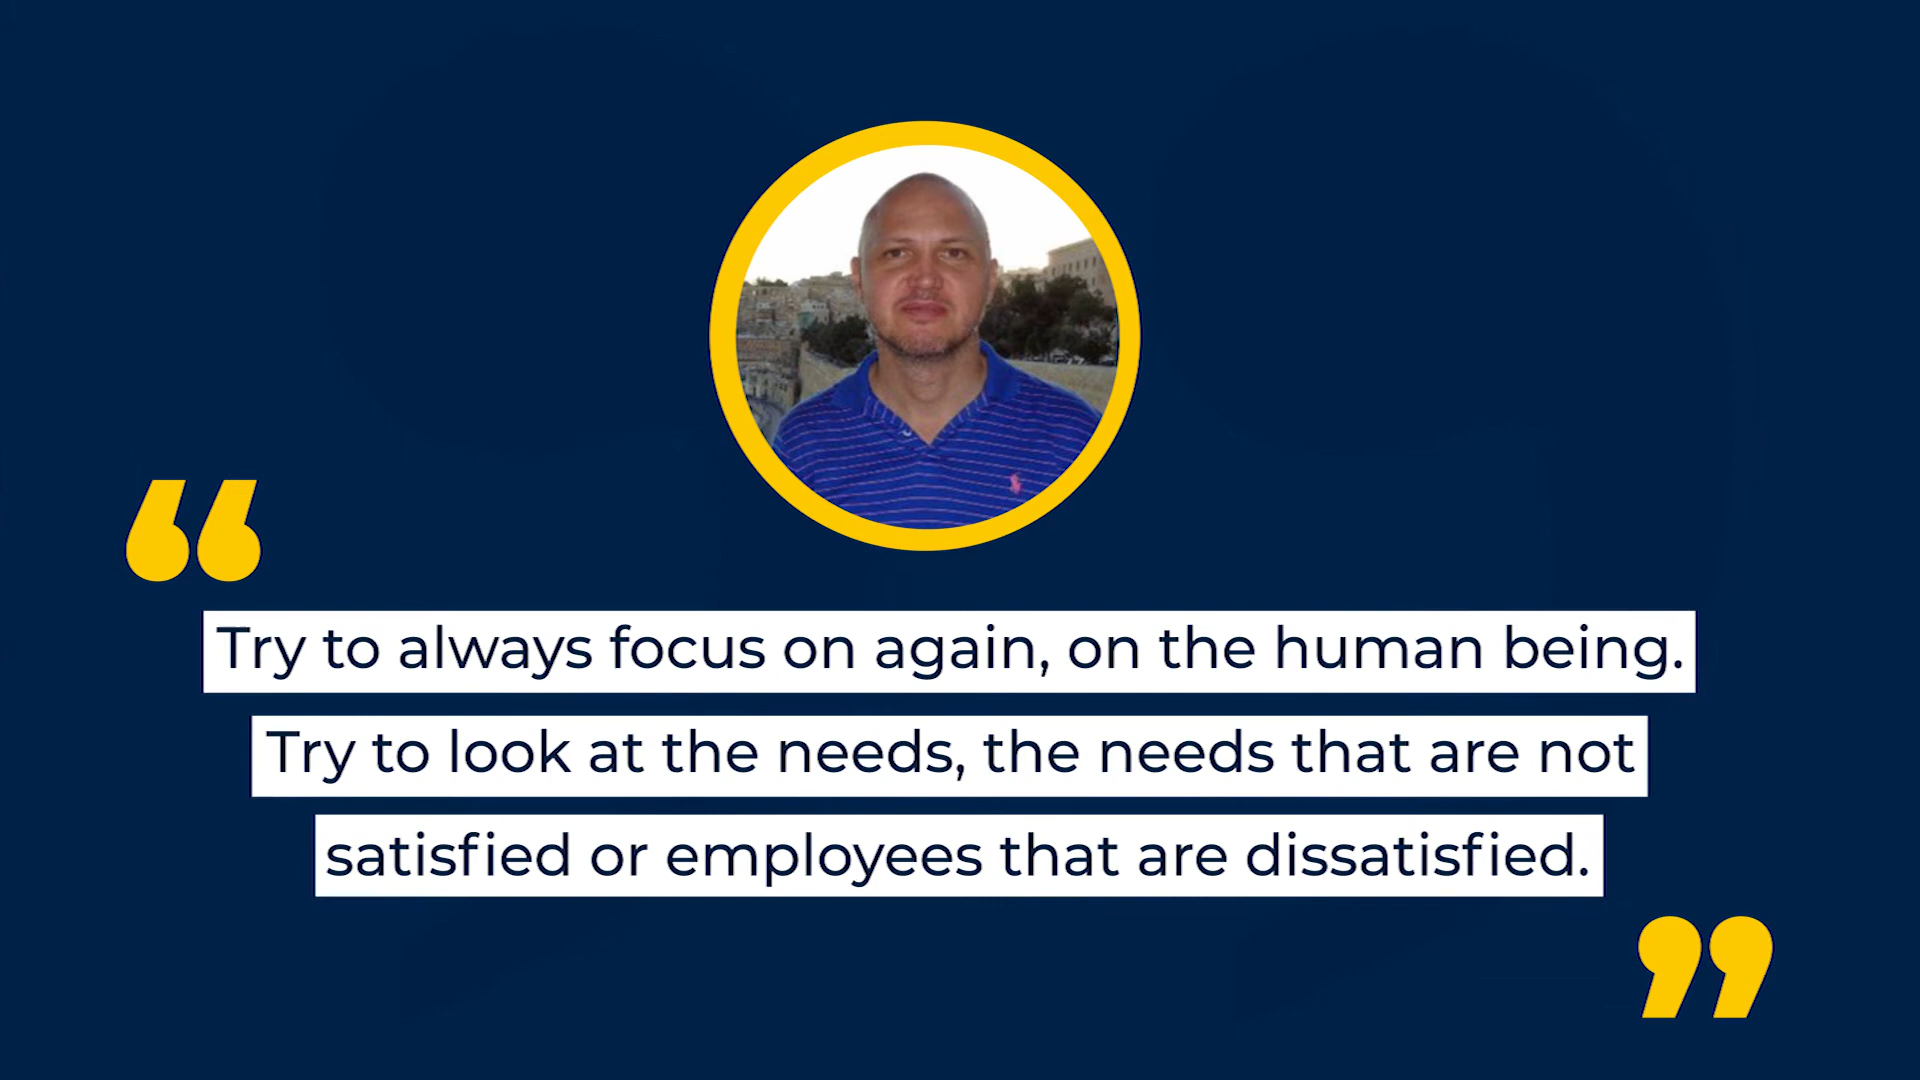 “
Try to always focus on again, on the human being.
Try to look at the needs, the needs that are not
satisfied or employees that are dissatisfied.
”